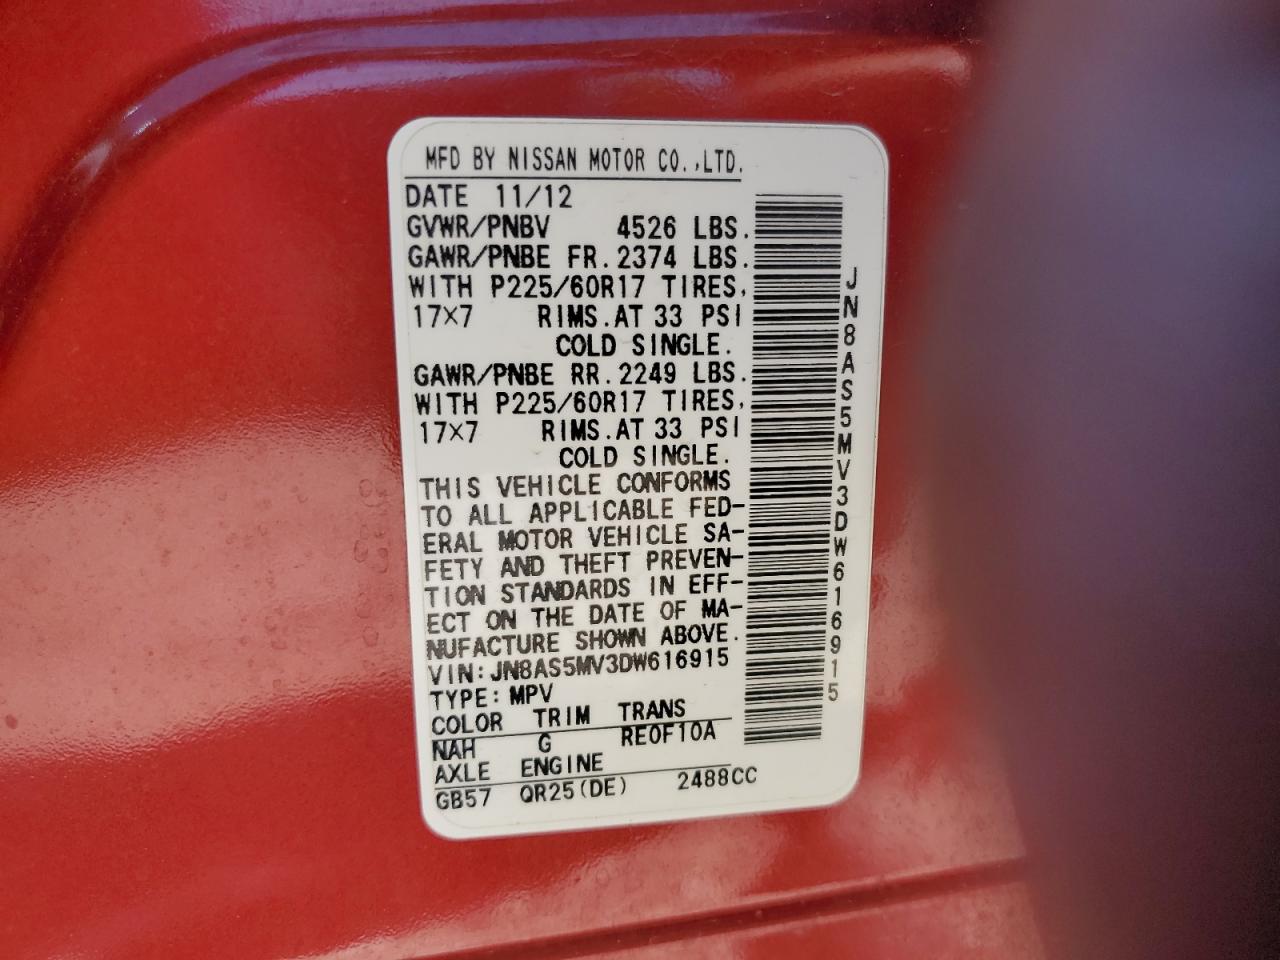 MFD BY NISSAN MOTOR CO.,LTD.
DATE 11/12
GVWR/PNBV 4526 LBS.
GAWR/PNBE FR. 2374 LBS.
WITH P225/60R17 TIRES,
17×7 RIMS.AT 33 PSI
COLD SINGLE.
GAWR/PNBE RR. 2249 LBS.
WITH P225/60R17 TIRES,
17×7 RIMS.AT 33 PSI
COLD SINGLE.
THIS VEHICLE CONFORMS
TO ALL APPLICABLE FED-
ERAL MOTOR VEHICLE SA-
FETY AND THEFT PREVEN-
TION STANDARDS IN EFF-
ECT ON THE DATE OF MA-
NUFACTURE SHOWN ABOVE.
VIN: JN8AS5MV3DW616915
TYPE: MPV
COLOR TRIM TRANS
NAH G RE0F10A
AXLE ENGINE
GB57 QR25(DE) 2488CC
JN8AS5MV3DW616915